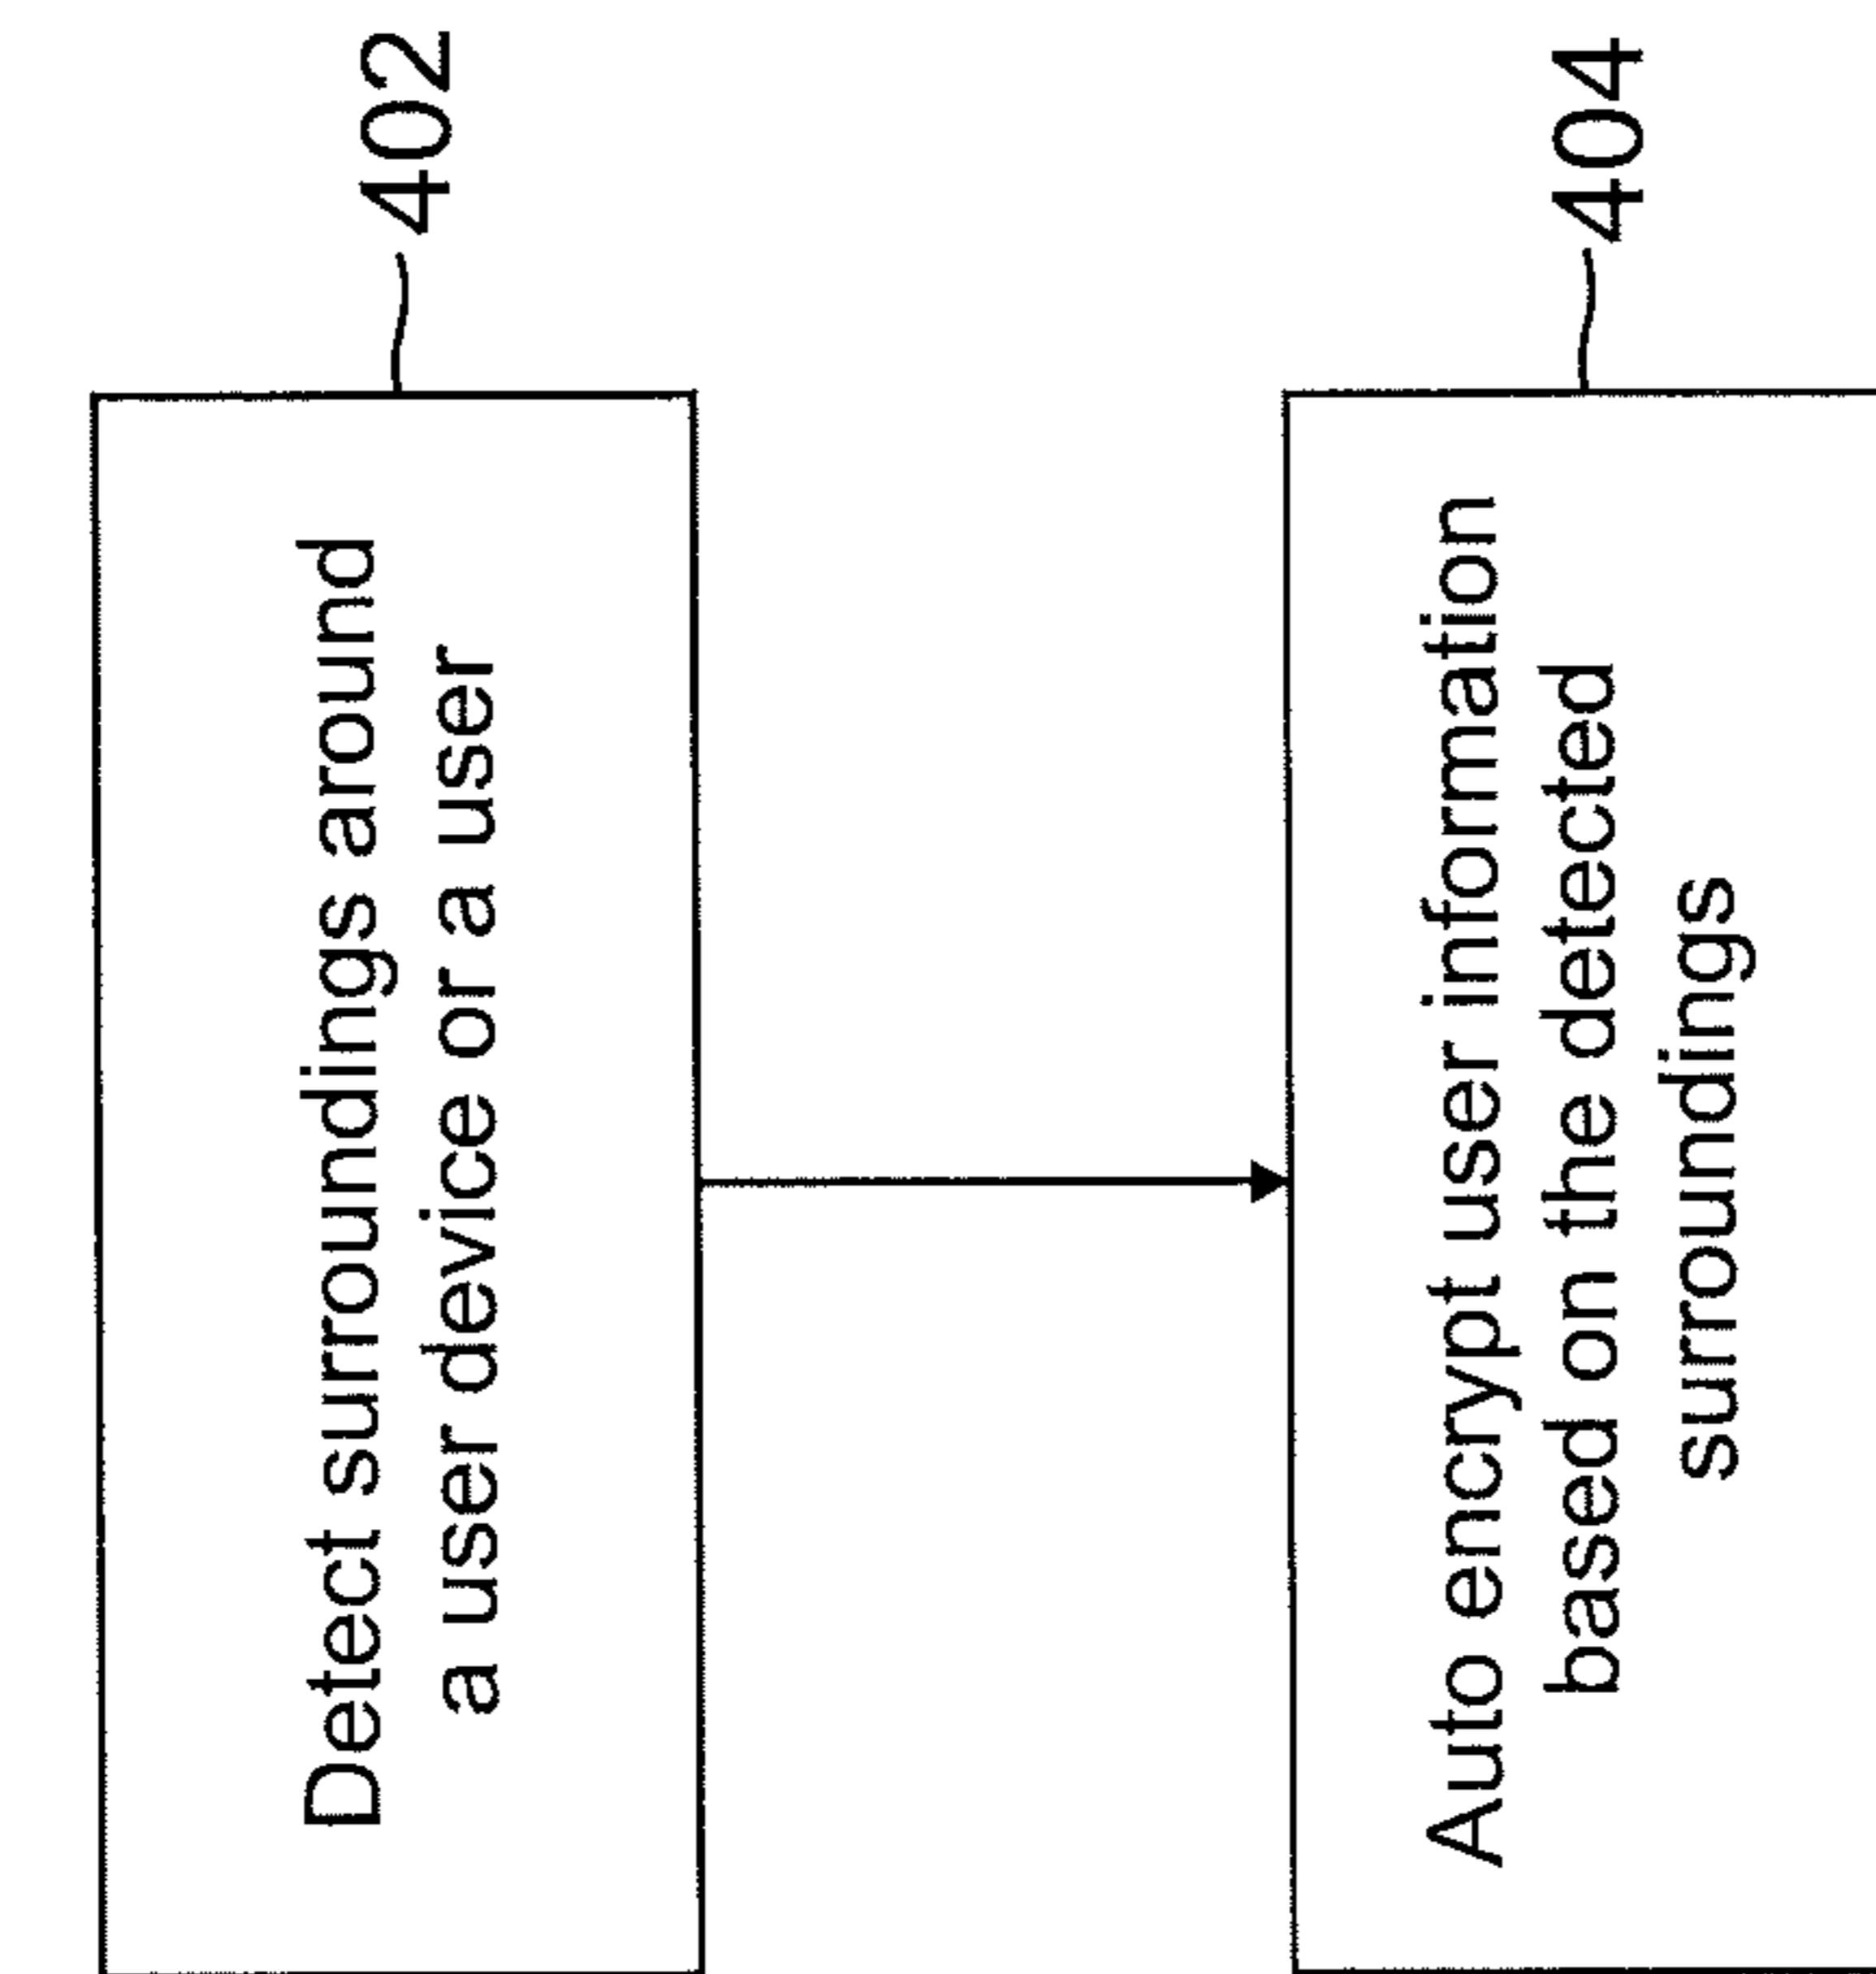 Detect surroundings around
a user device or a user
402
Auto encrypt user information
based on the detected
surroundings
404